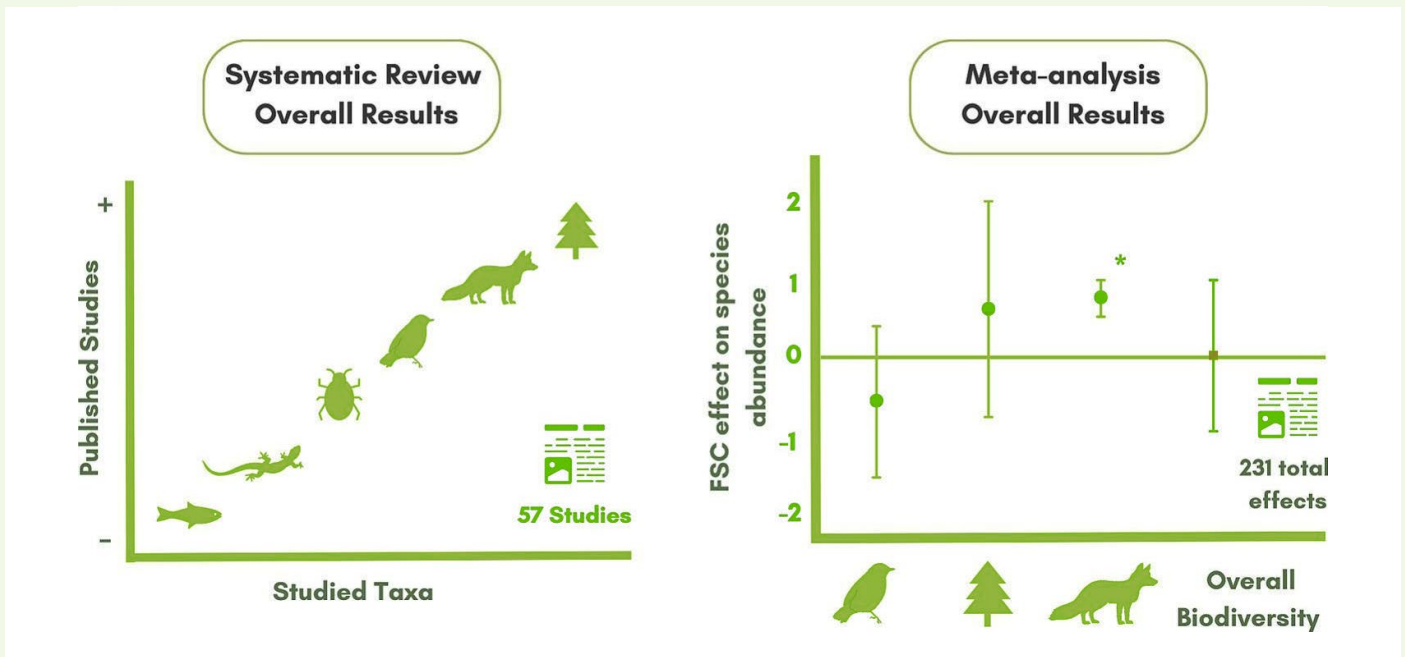 Systematic Review
Overall Results
+
Published Studies
-
57 Studies
Studied Taxa
Meta-analysis
Overall Results
FSC effect on species
abundance
2
1
0
-1
-2
*
231 total
effects
Overall
Biodiversity